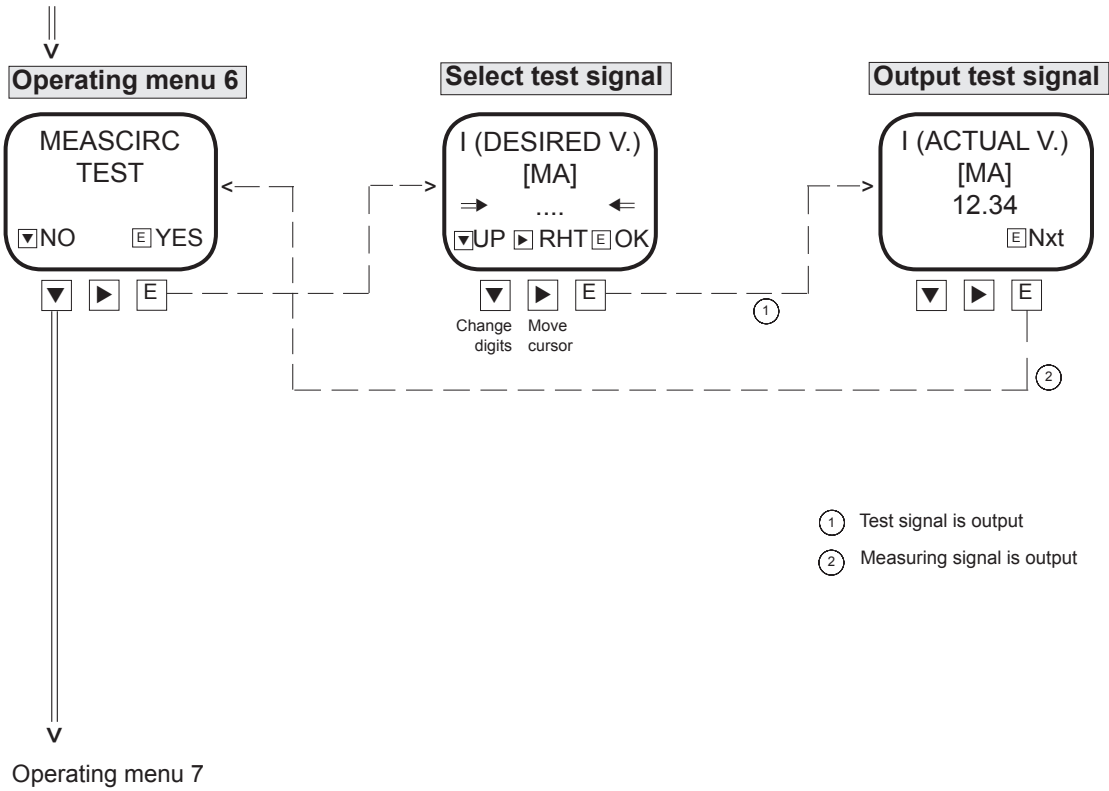 Operating menu 6
MEASCIRC
TEST
▼NO E YES
▼ ▶ E
Select test signal
I (DESIRED V.)
[MA]
....
▼UP ▶ RHT E OK
▼ ▶ E
Change digits
Move cursor
1
Output test signal
I (ACTUAL V.)
[MA]
12.34
E Nxt
▼ ▶ E
2
1 Test signal is output
2 Measuring signal is output
Operating menu 7